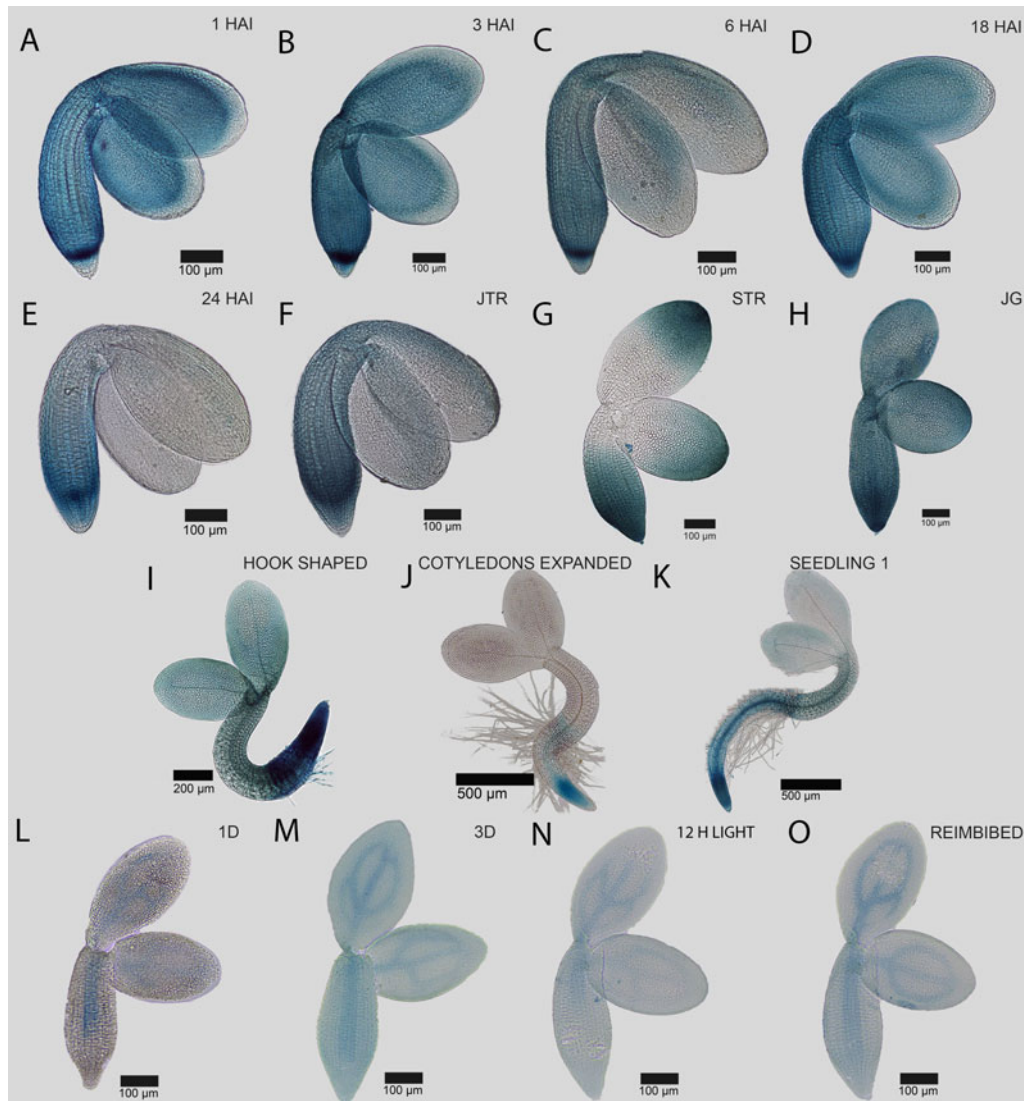 A 1 HAI
100 µm
B 3 HAI
100 µm
C 6 HAI
100 µm
D 18 HAI
100 µm
E 24 HAI
100 µm
F JTR
100 µm
G STR
100 µm
H JG
100 µm
I HOOK SHAPED
200 µm
J COTYLEDONS EXPANDED
500 µm
K SEEDLING 1
500 µm
L 1D
100 µm
M 3D
100 µm
N 12 H LIGHT
100 µm
O REIMBIBED
100 µm